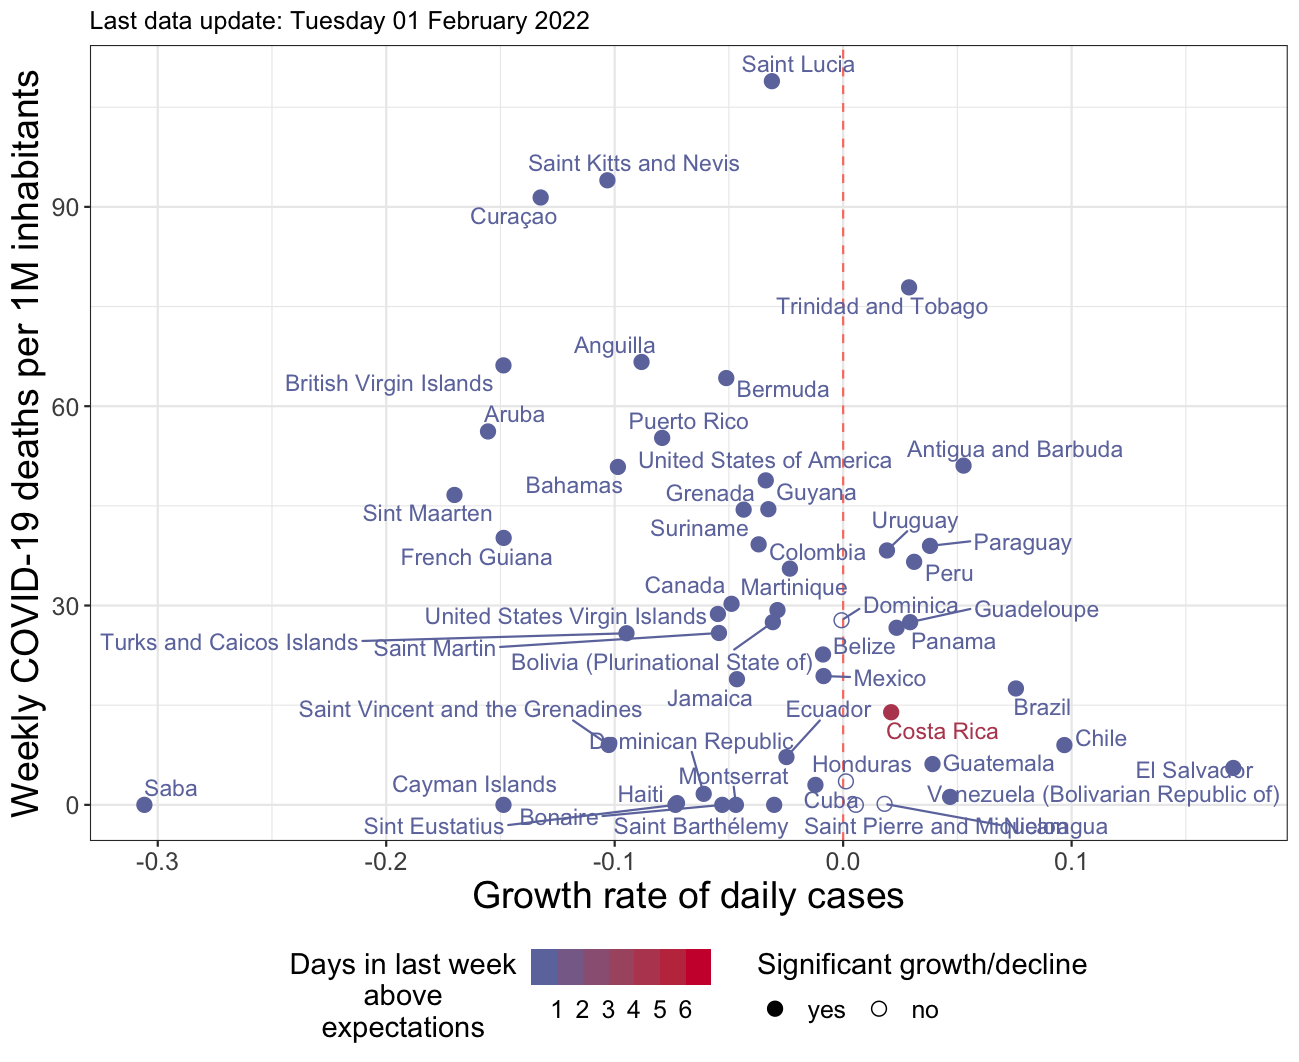 Last data update: Tuesday 01 February 2022
Weekly COVID-19 deaths per 1M inhabitants
Saint Lucia
Saint Kitts and Nevis
90
Curaçao
Trinidad and Tobago
Anguilla
British Virgin Islands
Bermuda
60
Aruba
Puerto Rico
Antigua and Barbuda
United States of America
Bahamas
Grenada
Guyana
Sint Maarten
Uruguay
Suriname
Paraguay
French Guiana
Colombia
Peru
Canada
Martinique
30
Dominica
Guadeloupe
United States Virgin Islands
Turks and Caicos Islands
Saint Martin
Belize
Panama
Bolivia (Plurinational State of)
Mexico
Jamaica
Saint Vincent and the Grenadines
Ecuador
Brazil
Costa Rica
Dominican Republic
Chile
Honduras
Guatemala
El Salvador
Montserrat
Saba
Cayman Islands
Haiti
Cuba
Venezuela (Bolivarian Republic of)
0
Bonaire
Sint Eustatius
Saint Barthélemy
Saint Pierre and Miquelon
Nicaragua
-0.3
-0.2
-0.1
0.0
0.1
Growth rate of daily cases
Days in last week
above
expectations
1 2 3 4 5 6
Significant growth/decline
yes
no